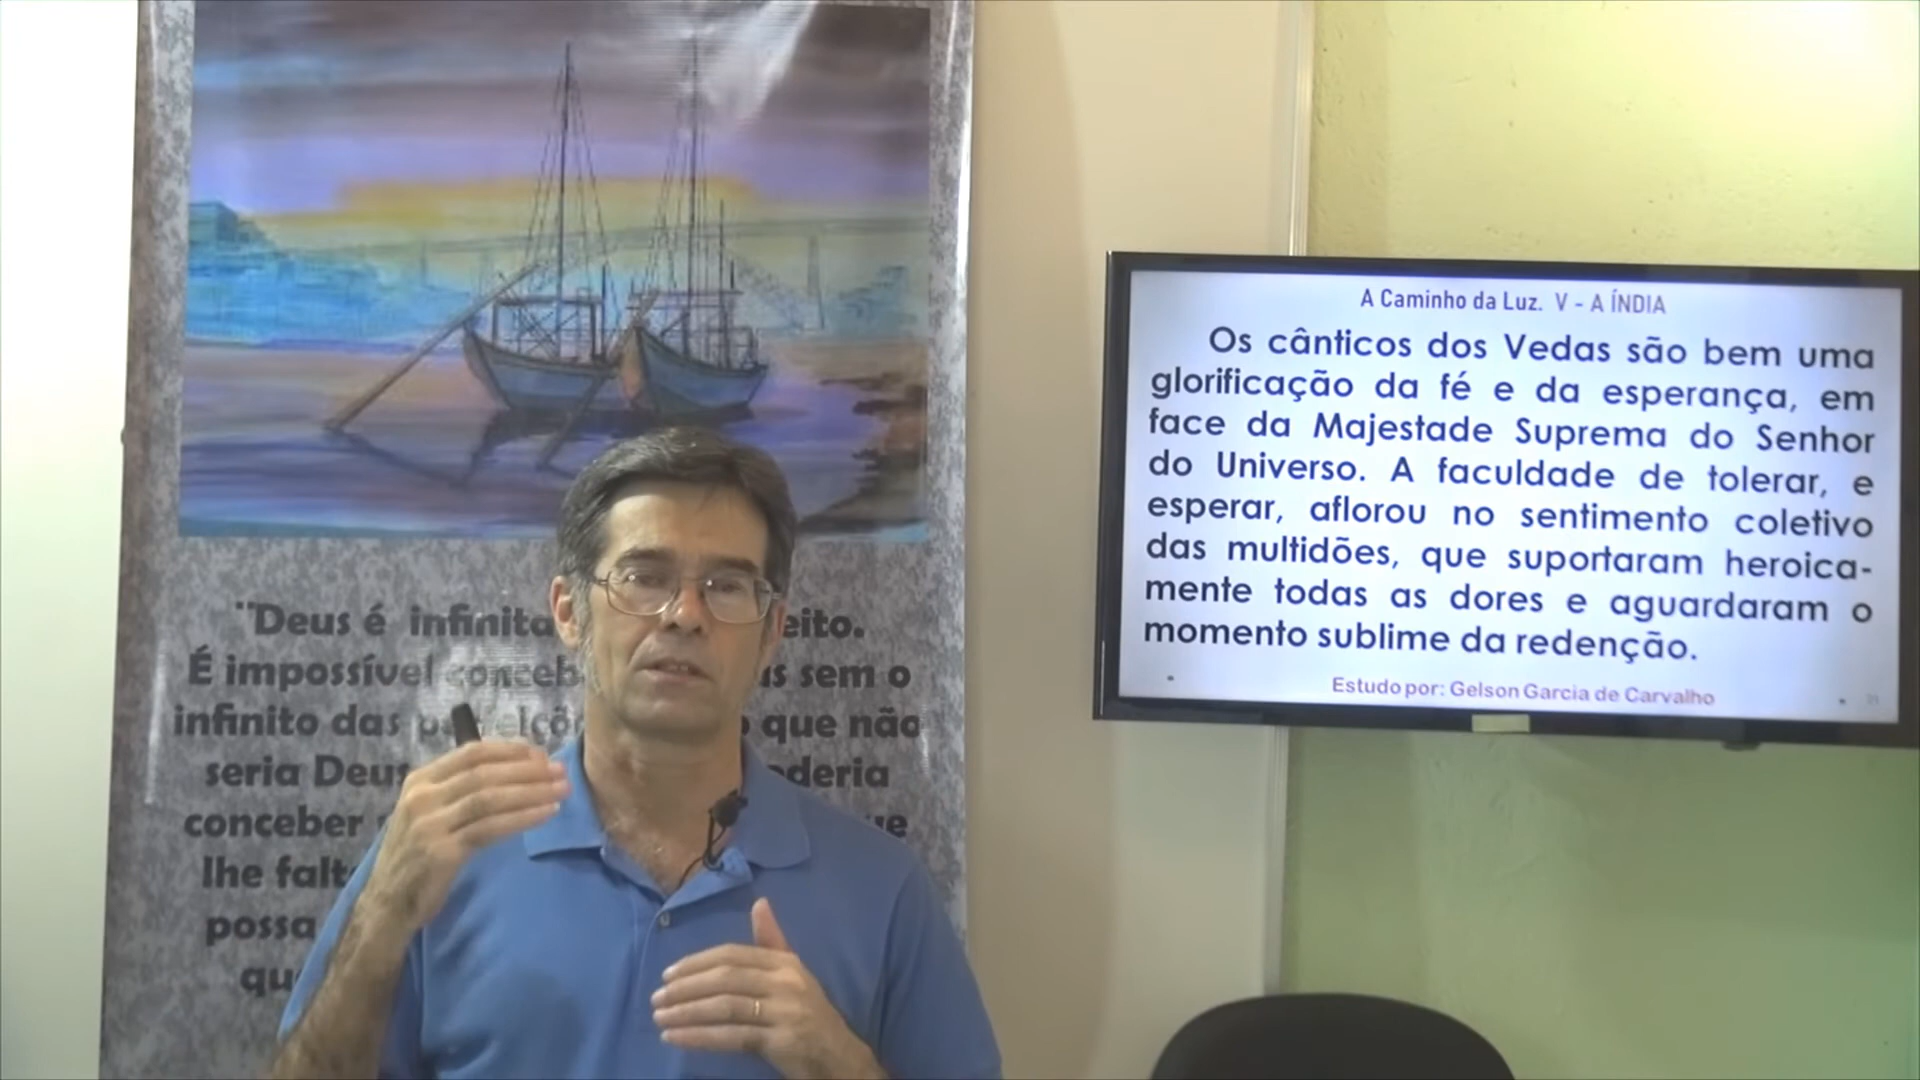 ¨Deus é infinita eito.
É impossível conceb s sem o
infinito das que não
seria Deus oderia
conceber
lhe falt
possa
qu
A Caminho da Luz. V - A ÍNDIA
Os cânticos dos Vedas são bem uma
glorificação da fé e da esperança, em
face da Majestade Suprema do Senhor
do Universo. A faculdade de tolerar, e
esperar, aflorou no sentimento coletivo
das multidões, que suportaram heroica-
mente todas as dores e aguardaram o
momento sublime da redenção.
Estudo por: Gelson Garcia de Carvalho